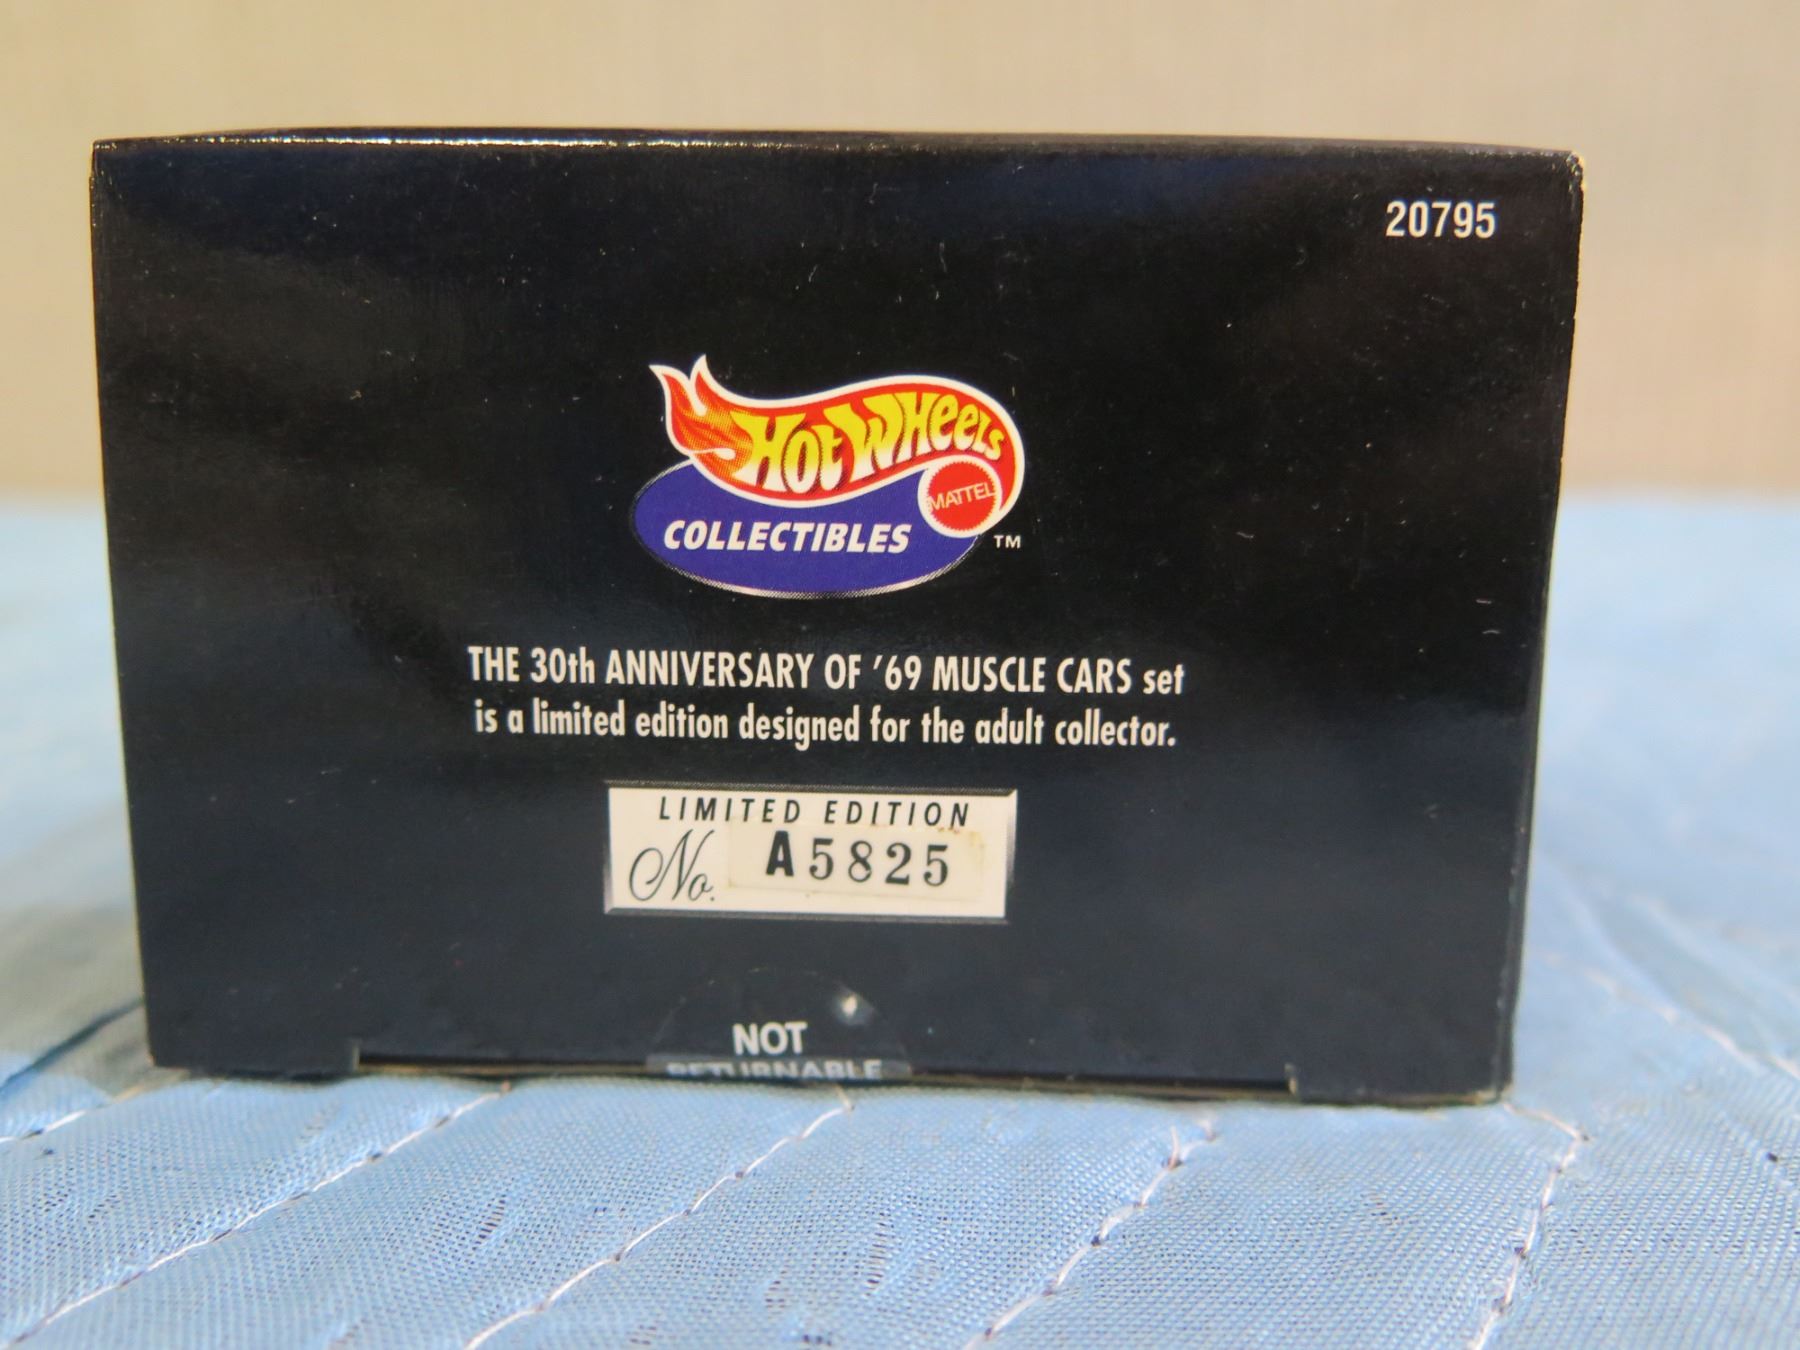 20795
Hot Wheels
MATTEL
COLLECTIBLES
TM
THE 30th ANNIVERSARY OF '69 MUSCLE CARS set
is a limited edition designed for the adult collector.
LIMITED EDITION
No. A5825
NOT
RETURNABLE